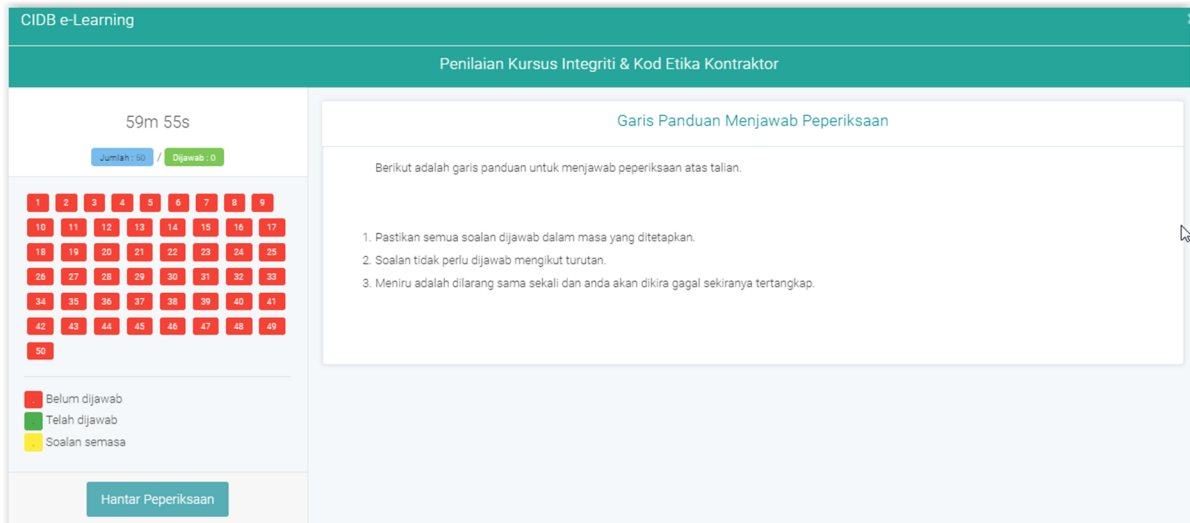 CIDB e-Learning
Penilaian Kursus Integriti & Kod Etika Kontraktor
59m 55s
Jumlah : 50 / Dijawab : 0
1 2 3 4 5 6 7 8 9
10 11 12 13 14 15 16 17
18 19 20 21 22 23 24 25
26 27 28 29 30 31 32 33
34 35 36 37 38 39 40 41
42 43 44 45 46 47 48 49
50
. Belum dijawab
. Telah dijawab
. Soalan semasa
Hantar Peperiksaan
Garis Panduan Menjawab Peperiksaan
Berikut adalah garis panduan untuk menjawab peperiksaan atas talian.
1. Pastikan semua soalan dijawab dalam masa yang ditetapkan.
2. Soalan tidak perlu dijawab mengikut turutan.
3. Meniru adalah dilarang sama sekali dan anda akan dikira gagal sekiranya tertangkap.